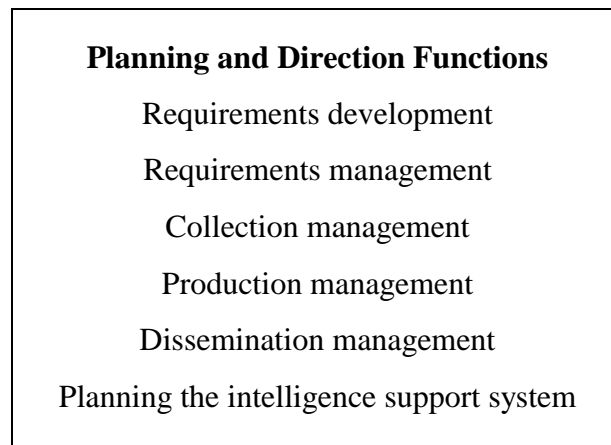 Planning and Direction Functions
Requirements development
Requirements management
Collection management
Production management
Dissemination management
Planning the intelligence support system